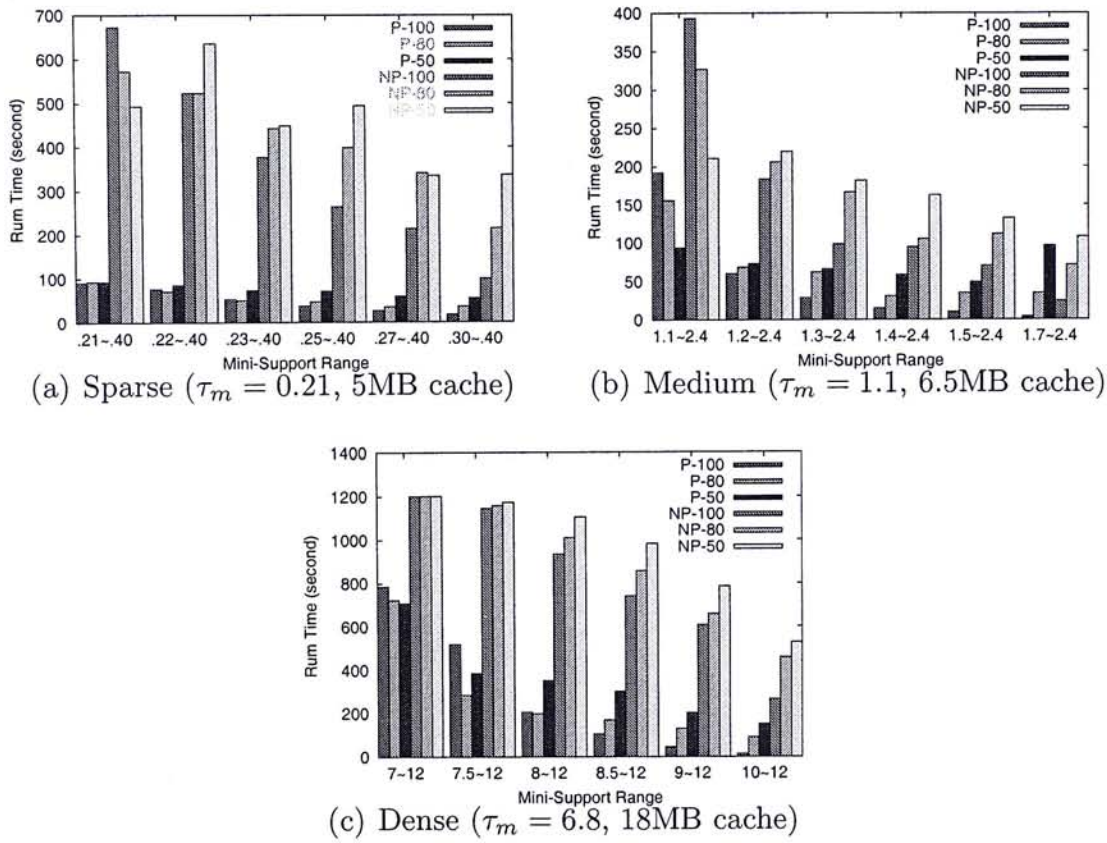 700
600
500
400
300
200
100
0
Rum Time (second)
P-100
P-80
P-50
NP-100
NP-80
NP-50
.21~.40 .22~.40 .23~.40 .25~.40 .27~.40 .30~.40
Mini-Support Range
(a) Sparse (τm = 0.21, 5MB cache)
400
350
300
250
200
150
100
50
0
Rum Time (second)
P-100
P-80
P-50
NP-100
NP-80
NP-50
1.1~2.4 1.2~2.4 1.3~2.4 1.4~2.4 1.5~2.4 1.7~2.4
Mini-Support Range
(b) Medium (τm = 1.1, 6.5MB cache)
1400
1200
1000
800
600
400
200
0
Rum Time (second)
P-100
P-80
P-50
NP-100
NP-80
NP-50
7~12 7.5~12 8~12 8.5~12 9~12 10~12
Mini-Support Range
(c) Dense (τm = 6.8, 18MB cache)